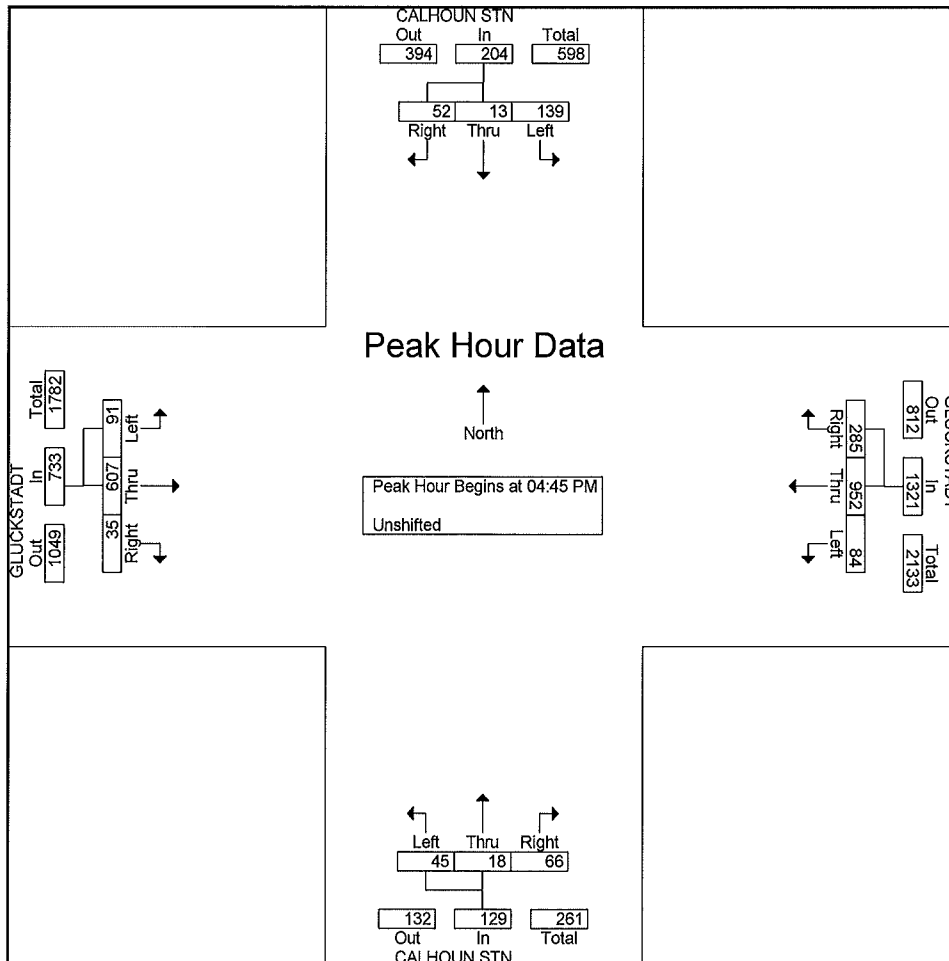 CALHOUN STN
Out In Total
394 204 598
52 13 139
Right Thru Left
Peak Hour Data
North
Peak Hour Begins at 04:45 PM
Unshifted
GLUCKSTADT
Out In Total
1049 733 1782
35 607 91
Right Thru Left
Out In Total
812 1321 2133
285 952 84
Right Thru Left
Left Thru Right
45 18 66
132 129 261
Out In Total
CALHOUN STN